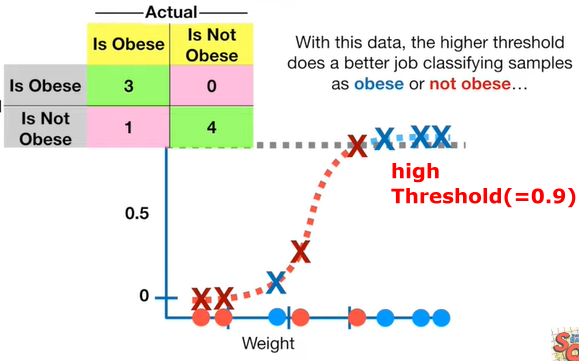 Actual
Is Obese
Is Not
Obese
Is Obese
3
0
Is Not
Obese
1
4
With this data, the higher threshold
does a better job classifying samples
as obese or not obese…
high
Threshold(=0.9)
0.5
0
Weight